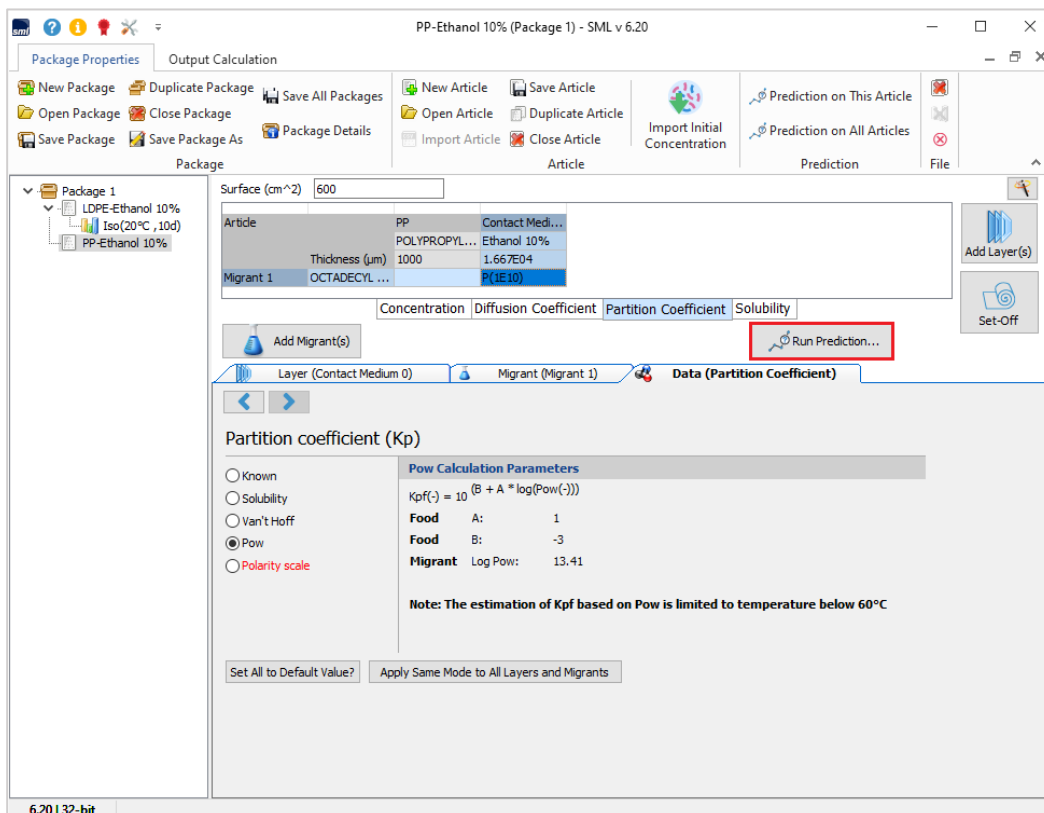 sml
PP-Ethanol 10% (Package 1) - SML v 6.20
Package Properties
Output Calculation
New Package
Duplicate Package
Save All Packages
New Article
Save Article
Import Initial Concentration
Prediction on This Article
Open Package
Close Package
Open Article
Duplicate Article
Prediction on All Articles
Save Package
Save Package As
Package Details
Import Article
Close Article
Package
Article
Prediction
File
Package 1
LDPE-Ethanol 10%
Iso(20°C ,10d)
PP-Ethanol 10%
Surface (cm^2)
600
Article
PP
Contact Medi...
POLYPROPYL...
Ethanol 10%
Thickness (µm)
1000
1.667E04
Migrant 1
OCTADECYL ...
P(1E10)
Add Layer(s)
Set-Off
Concentration
Diffusion Coefficient
Partition Coefficient
Solubility
Add Migrant(s)
Run Prediction...
Layer (Contact Medium 0)
Migrant (Migrant 1)
Data (Partition Coefficient)
Partition coefficient (Kp)
Known
Solubility
Van't Hoff
Pow
Polarity scale
Pow Calculation Parameters
Kpf(-) = 10 (B + A *log(Pow(-)))
Food A: 1
Food B: -3
Migrant Log Pow: 13.41
Note: The estimation of Kpf based on Pow is limited to temperature below 60°C
Set All to Default Value?
Apply Same Mode to All Layers and Migrants
6.20 | 32-bit